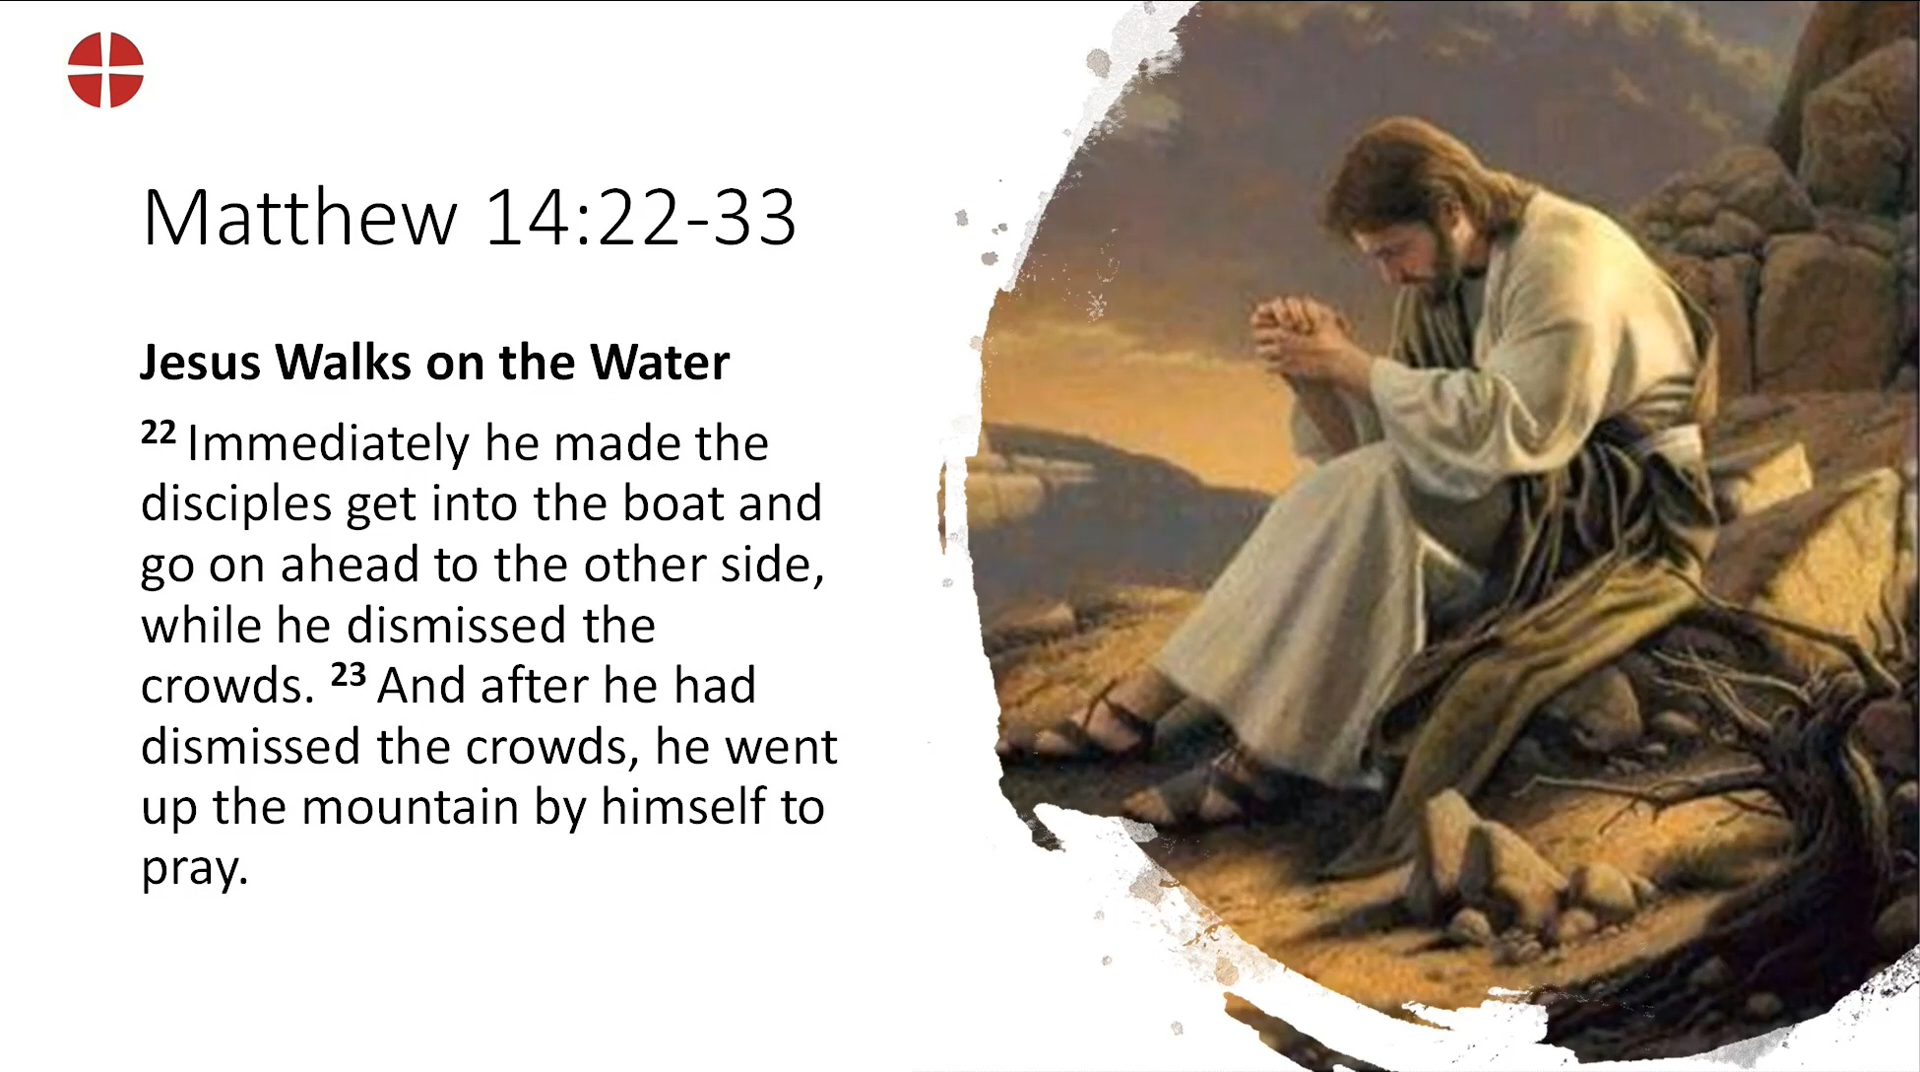 Matthew 14:22-33
Jesus Walks on the Water
22 Immediately he made the
disciples get into the boat and
go on ahead to the other side,
while he dismissed the
crowds. 23 And after he had
dismissed the crowds, he went
up the mountain by himself to
pray.